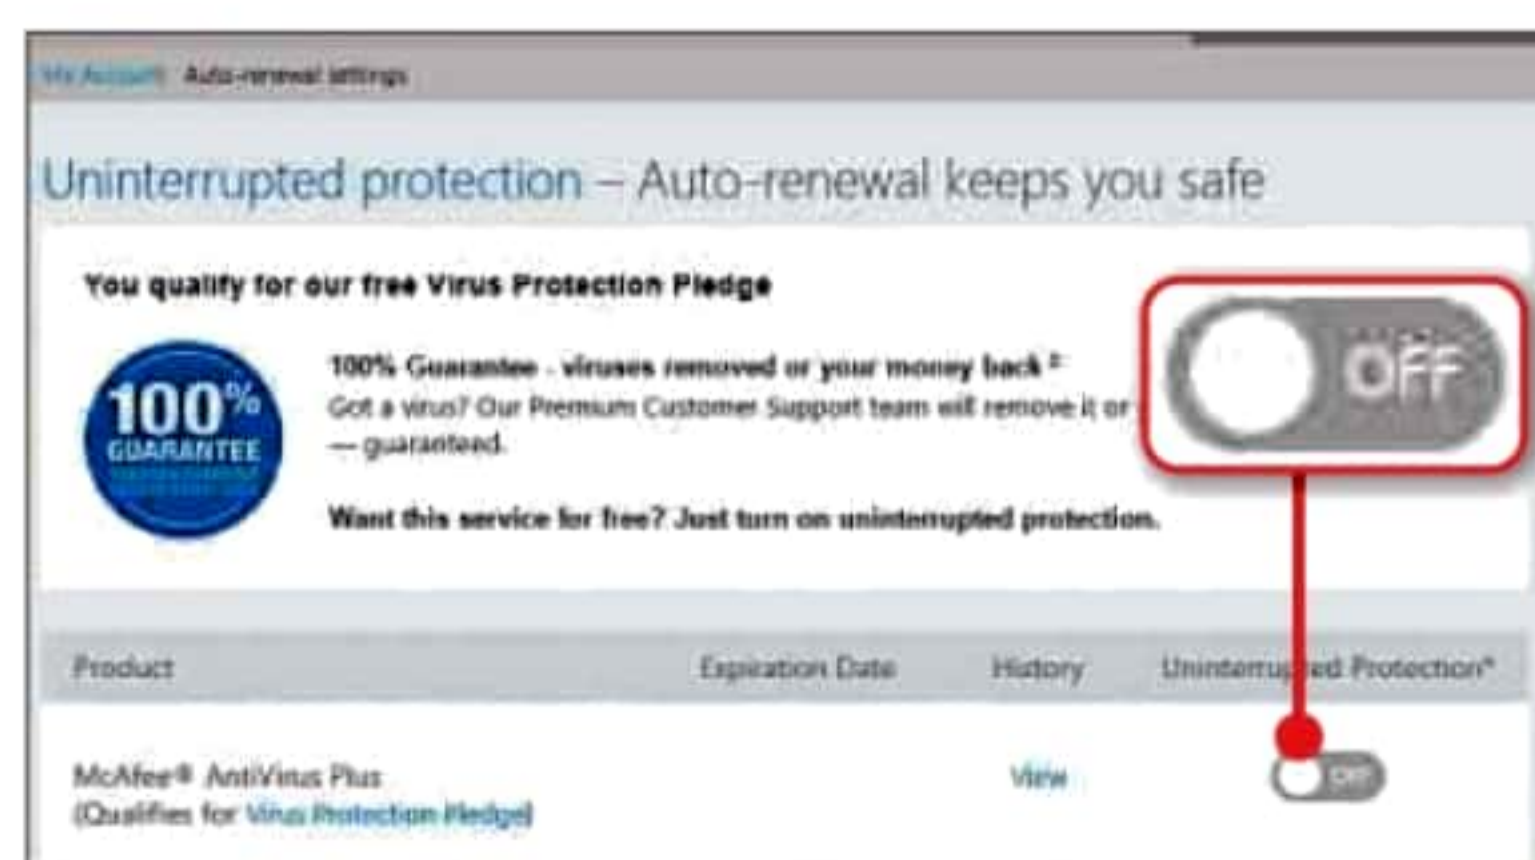 My Account Auto-renewal settings
Uninterrupted protection – Auto-renewal keeps you safe
You qualify for our free Virus Protection Pledge
100% Guarantee - viruses removed or your money back
Got a virus? Our Premium Customer Support team will remove it or
— guaranteed.
100%
GUARANTEE
Want this service for free? Just turn on uninterrupted protection.
OFF
Product Expiration Date History Uninterrupted Protection*
McAfee® AntiVirus Plus View OFF
(Qualifies for Virus Protection Pledge)